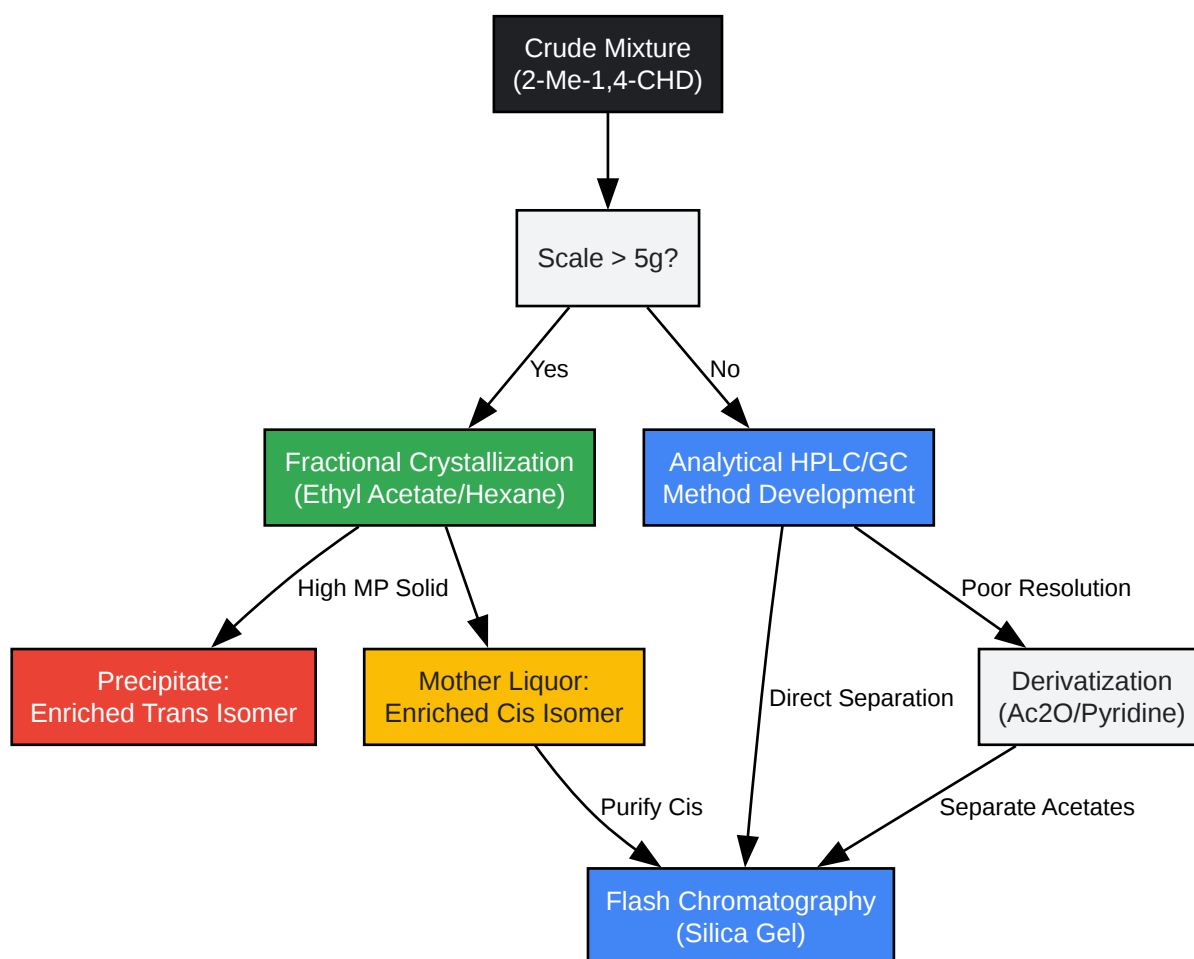 Crude Mixture
(2-Me-1,4-CHD)
Scale > 5g?
Yes
No
Fractional Crystallization
(Ethyl Acetate/Hexane)
Analytical HPLC/GC
Method Development
High MP Solid
Poor Resolution
Precipitate:
Enriched Trans Isomer
Mother Liquor:
Enriched Cis Isomer
Direct Separation
Derivatization
(Ac2O/Pyridine)
Purify Cis
Separate Acetates
Flash Chromatography
(Silica Gel)